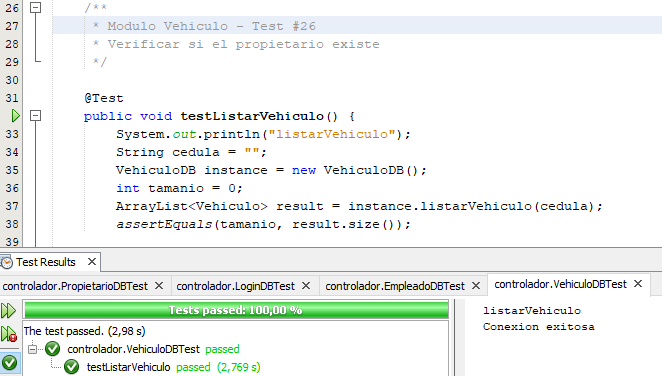 26 /**
27 * Modulo Vehiculo - Test #26
28 * Verificar si el propietario existe
29 */
30
31 @Test
public void testListarVehiculo() {
33 System.out.println("listarVehiculo");
34 String cedula = "";
35 VehiculoDB instance = new VehiculoDB();
36 int tamanio = 0;
37 ArrayList<Vehiculo> result = instance.listarVehiculo(cedula);
38 assertEquals(tamanio, result.size());
39
Test Results
controlador.PropietarioDBTest controlador.LoginDBTest controlador.EmpleadoDBTest controlador.VehiculoDBTest
Tests passed: 100,00 %
The test passed. (2,98 s)
controlador.VehiculoDBTest passed
testListarVehiculo passed (2,769 s)
listarVehiculo
Conexion exitosa